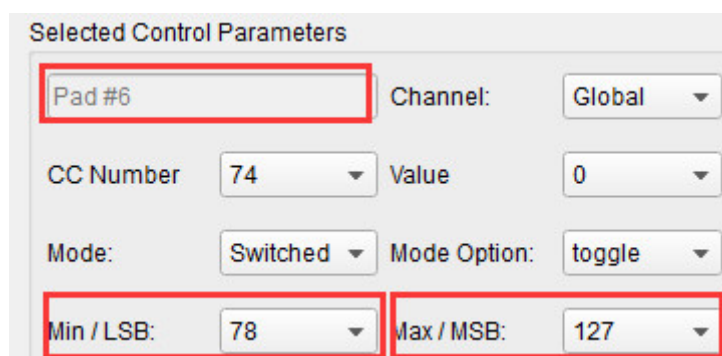 Selected Control Parameters
Pad #6 Channel: Global
CC Number 74 Value 0
Mode: Switched Mode Option: toggle
Min / LSB: 78 Max / MSB: 127